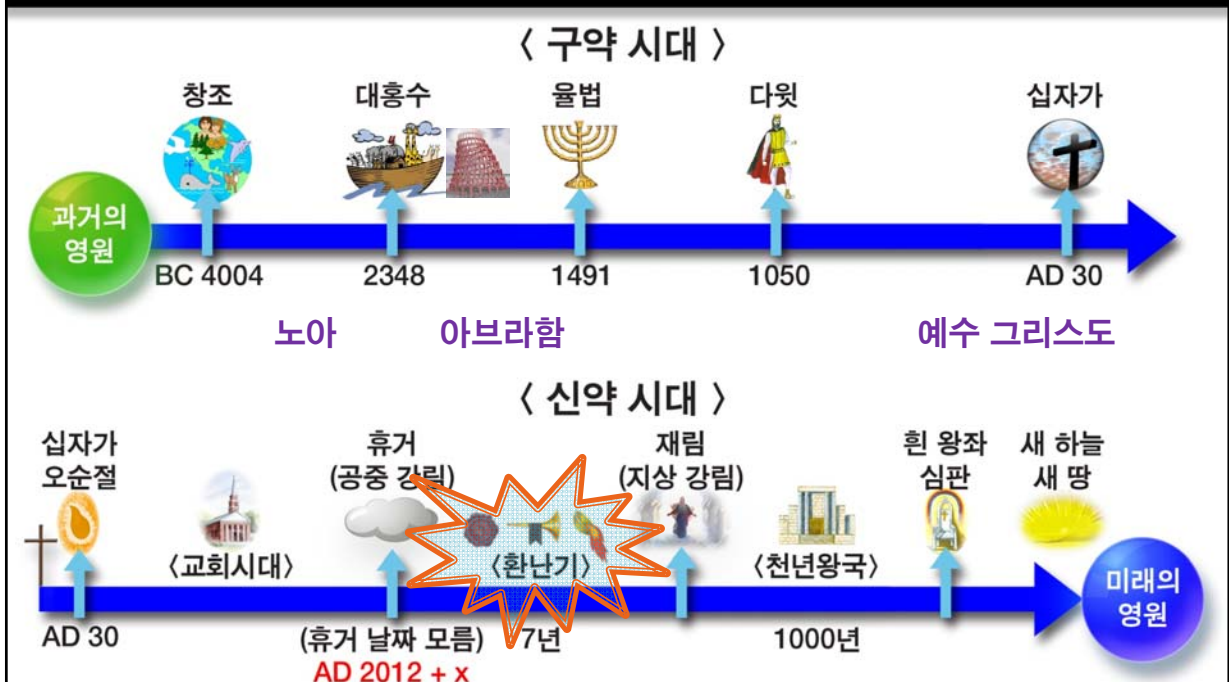 〈 구약 시대 〉
창조
대홍수
율법
다윗
십자가
과거의
영원
BC 4004
2348
1491
1050
AD 30
노아
아브라함
예수 그리스도
〈 신약 시대 〉
십자가
오순절
휴거
(공중 강림)
재림
(지상 강림)
흰 왕좌
심판
새 하늘
새 땅
〈교회시대〉
〈환난기〉
〈천년왕국〉
미래의
영원
AD 30
(휴거 날짜 모름)
7년
1000년
AD 2012 + x